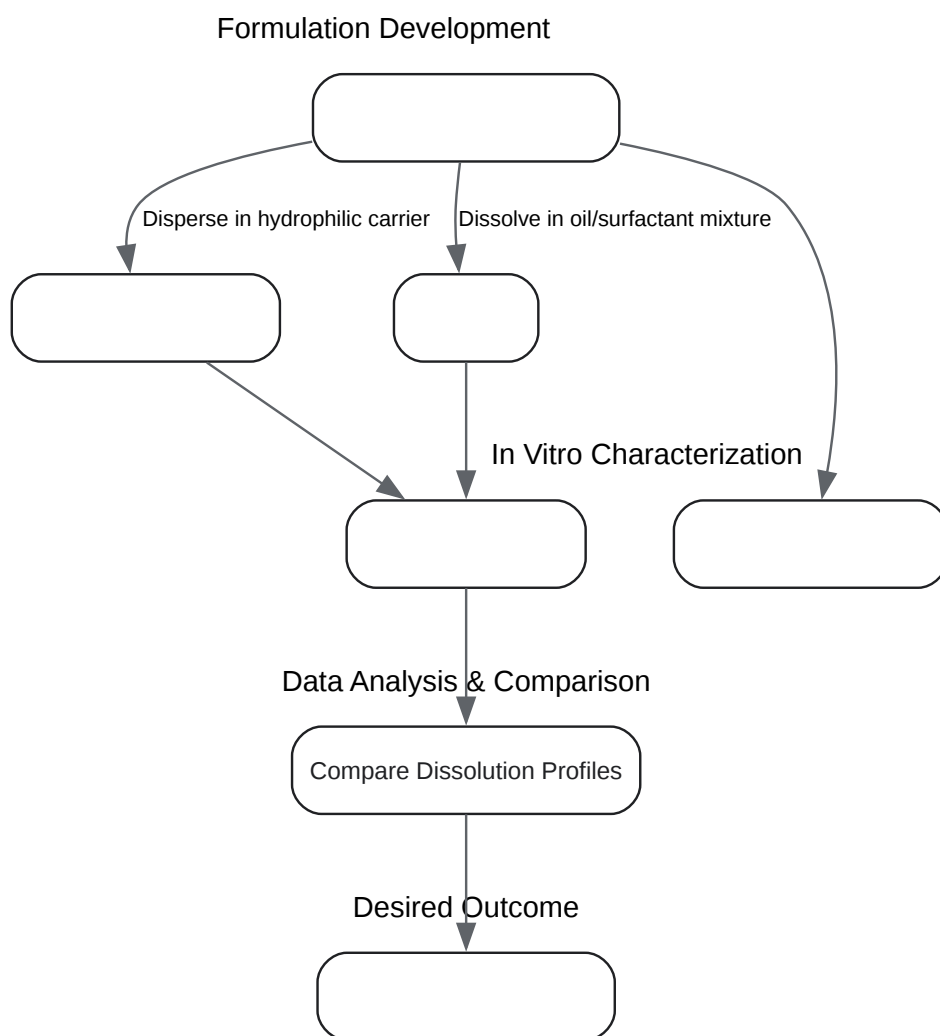 Formulation Development
Disperse in hydrophilic carrier
Dissolve in oil/surfactant mixture
In Vitro Characterization
Data Analysis & Comparison
Compare Dissolution Profiles
Desired Outcome